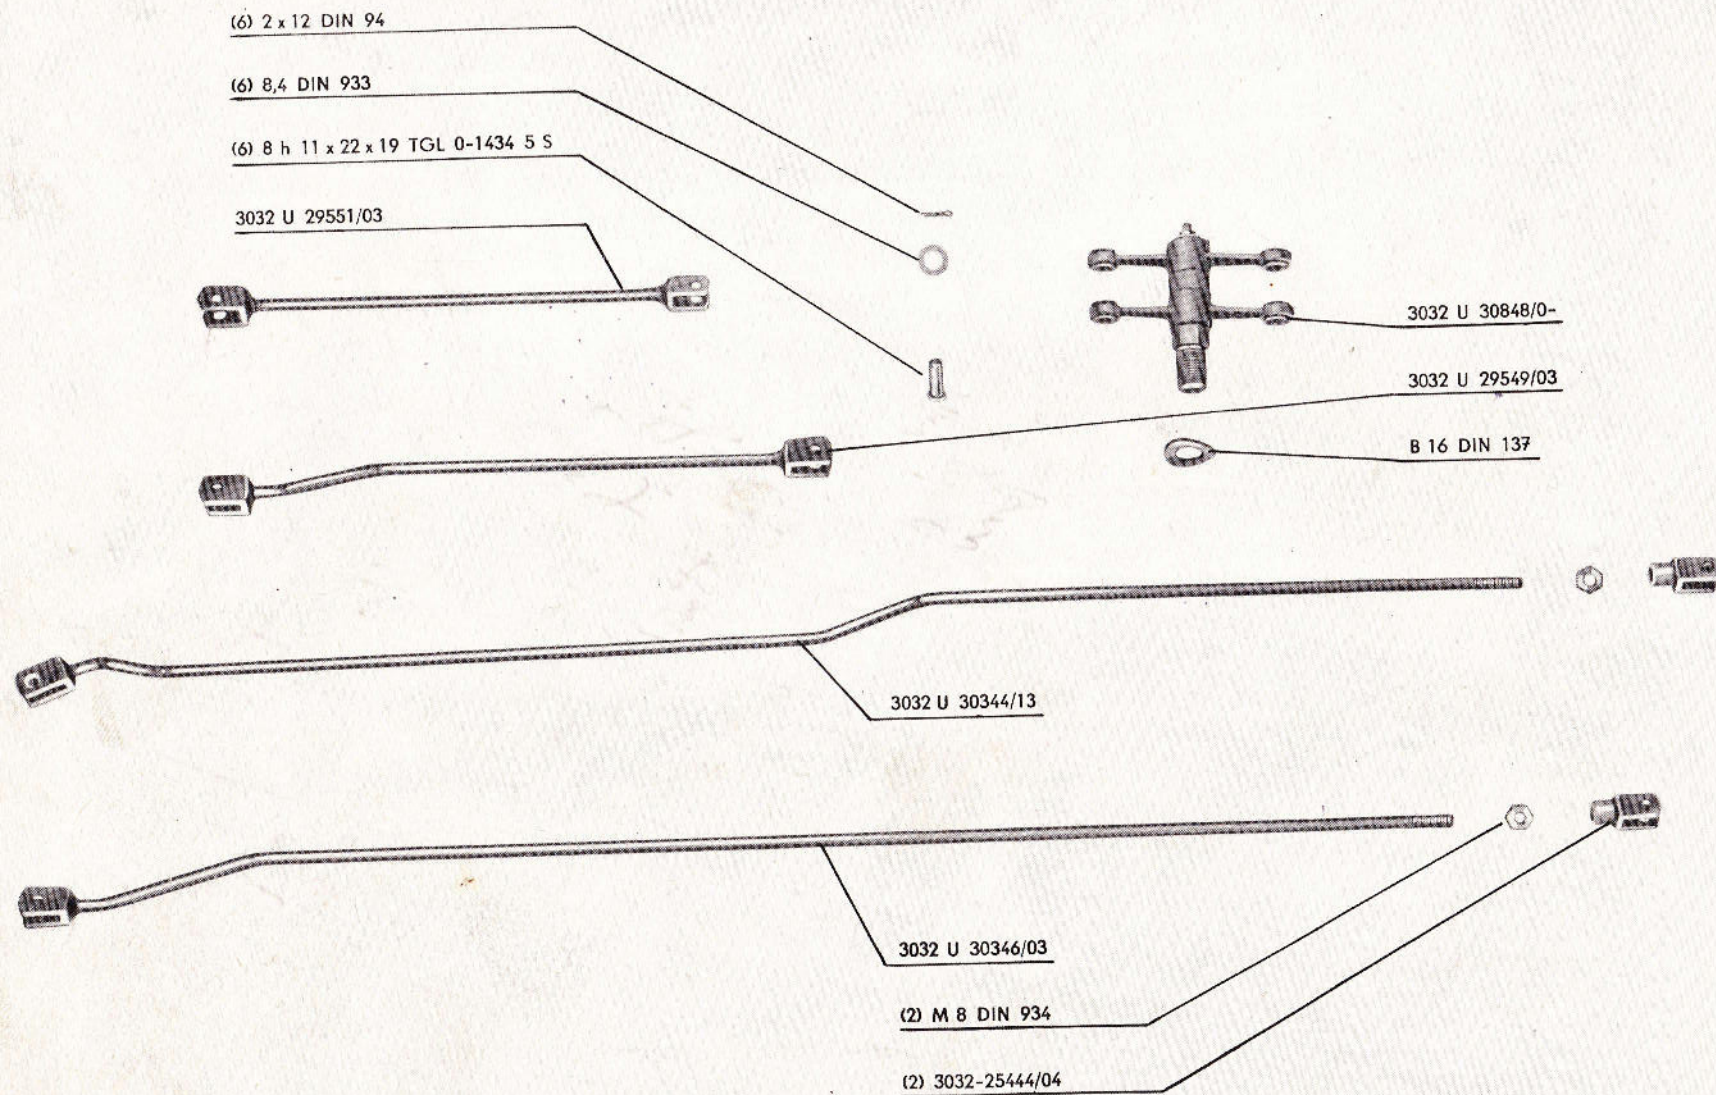 (6) 2 x 12 DIN 94
(6) 8,4 DIN 933
(6) 8 h 11 x 22 x 19 TGL 0-1434 5 S
3032 U 29551/03
3032 U 30848/0-
3032 U 29549/03
B 16 DIN 137
3032 U 30344/13
3032 U 30346/03
(2) M 8 DIN 934
(2) 3032-25444/04